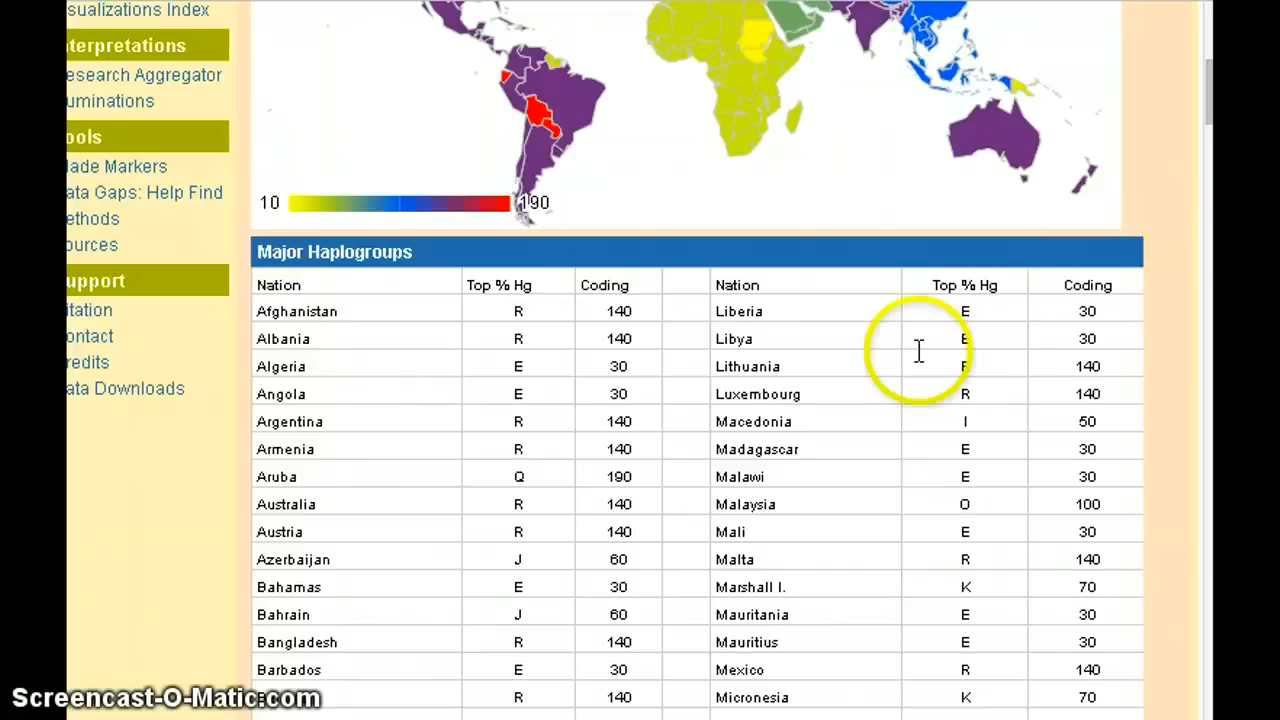 sualizations Index
nterpretations
esearch Aggregator
uminations
ools
lade Markers
ata Gaps: Help Find
ethods
ources
upport
itation
ontact
redits
ata Downloads
10 190
Major Haplogroups
Nation Top % Hg Coding Nation Top % Hg Coding
Afghanistan R 140 Liberia E 30
Albania R 140 Libya E 30
Algeria E 30 Lithuania 140
Angola E 30 Luxembourg R 140
Argentina R 140 Macedonia I 50
Armenia R 140 Madagascar E 30
Aruba Q 190 Malawi E 30
Australia R 140 Malaysia O 100
Austria R 140 Mali E 30
Azerbaijan J 60 Malta R 140
Bahamas E 30 Marshall I. K 70
Bahrain J 60 Mauritania E 30
Bangladesh R 140 Mauritius E 30
Barbados E 30 Mexico R 140
R 140 Micronesia K 70
Screencast-O-Matic.com